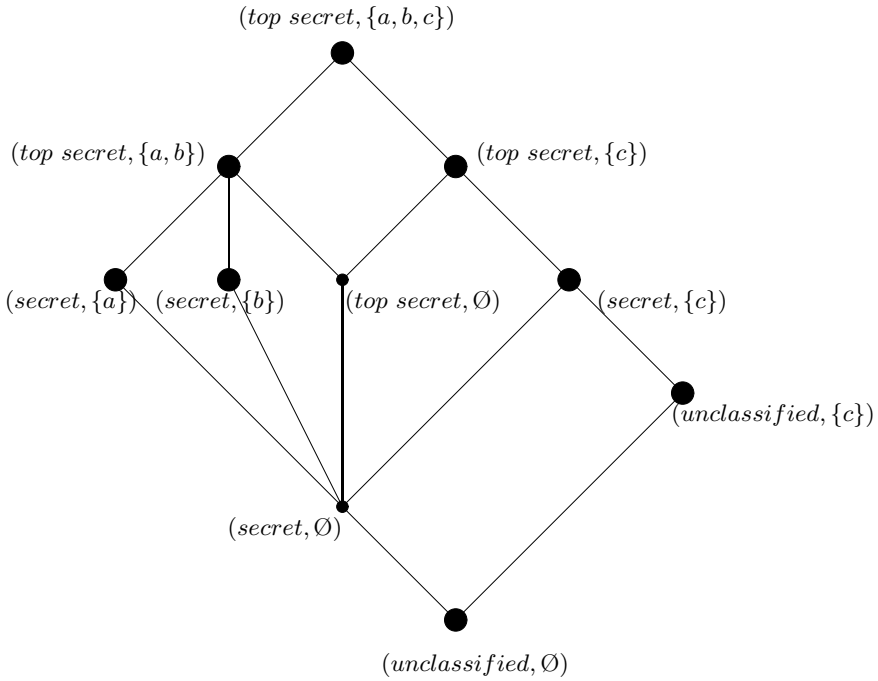 (top secret, {a, b, c})
(top secret, {a, b})
(top secret, {c})
(secret, {a})
(secret, {b})
(top secret, Ø)
(secret, {c})
(unclassified, {c})
(secret, Ø)
(unclassified, Ø)